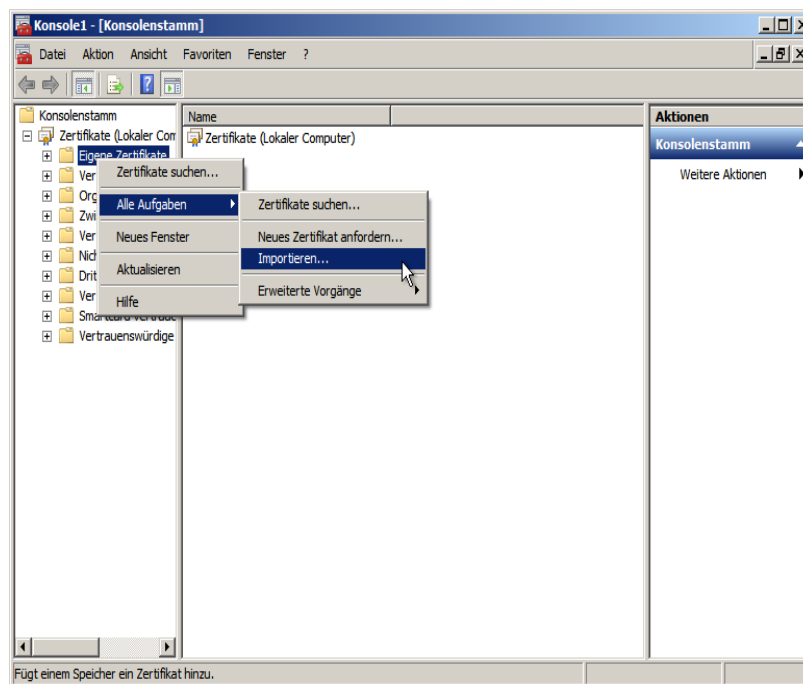 Konsole1 - [Konsolenstamm]
Datei Aktion Ansicht Favoriten Fenster ?
Konsolenstamm
Zertifikate (Lokaler Com
Eigene Zertifikate
Ver
Org
Zwi
Ver
Nich
Drit
Ver
Smartcard vertraue
Vertrauenswürdige
Zertifikate suchen...
Alle Aufgaben
Neues Fenster
Aktualisieren
Hilfe
Zertifikate suchen...
Neues Zertifikat anfordern...
Importieren...
Erweiterte Vorgänge
Name
Zertifikate (Lokaler Computer)
Aktionen
Konsolenstamm
Weitere Aktionen
Fügt einem Speicher ein Zertifikat hinzu.